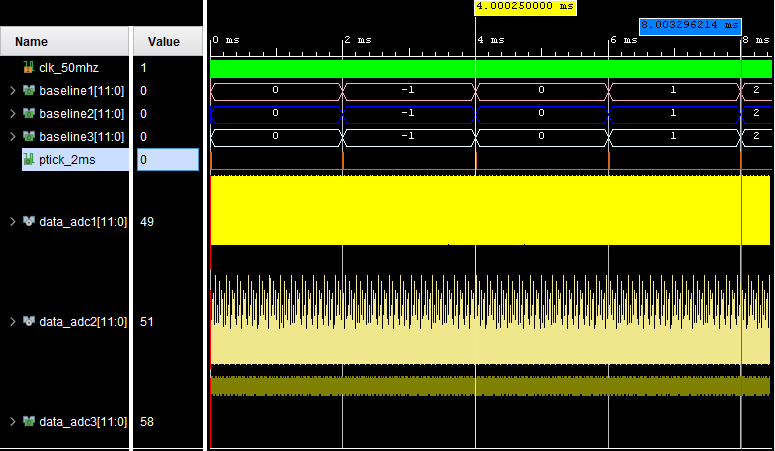 4.000250000 ms
8.003296214 ms
Name Value 0 ms 2 ms 4 ms 6 ms 8 ms
clk_50mhz 1
baseline1[11:0] 0 0 -1 0 1 2
baseline2[11:0] 0 0 -1 0 1 2
baseline3[11:0] 0 0 -1 0 1 2
ptick_2ms 0
data_adc1[11:0] 49
data_adc2[11:0] 51
data_adc3[11:0] 58